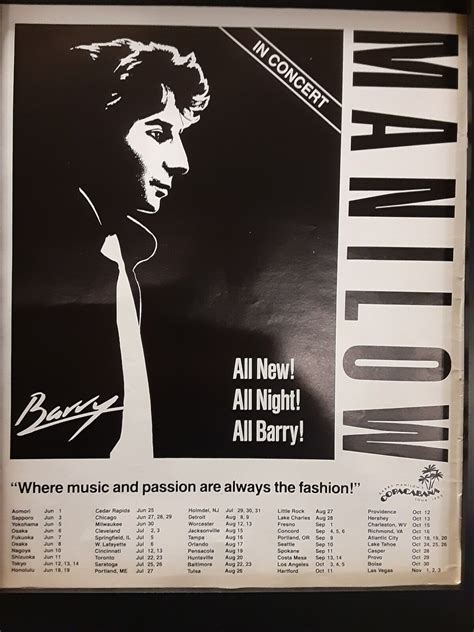 IN CONCERT
MANILOW
All New!
All Night!
All Barry!
Barry
BARRY MANILOW'S
COPACABANA
"Where music and passion are always the fashion!"
Aomori Jun 1
Sapporo Jun 3
Jun 5
Osaka Jun 6
Fukuoka Jun 7
Osaka Jun 8
Nagoya Jun 10
Jun 11
Tokyo Jun 12, 13, 14
Honolulu Jun 18, 19
Cedar Rapids Jun 25
Chicago Jun 27, 28, 29
Milwaukee Jun 30
Cleveland Jul 2, 3
Springfield, IL Jul 5
W. Lafayette Jul 6
Cincinnati Jul 12, 13
Toronto Jul 22, 23
Saratoga Jul 25, 26
Portland, ME Jul 27
Holmdel, NJ Jul 29, 30, 31
Detroit Aug 8, 9
Worcester Aug 12, 13
Jacksonville Aug 15
Tampa Aug 16
Orlando Aug 17
Pensacola Aug 19
Huntsville Aug 20
Baltimore Aug 22, 23
Tulsa Aug 26
Little Rock Aug 27
Lake Charles Aug 28
Fresno Sep 1
Concord Sep 4, 5, 6
Portland, OR Sep 9
Seattle Sep 10
Spokane Sep 11
Costa Mesa Sep 12, 13
Los Angeles Oct 3, 4, 5
Hartford Oct 11
Providence Oct 12
Hershey Oct 13
Charleston, WV Oct 15
Richmond, VA Oct 16
Atlantic City Oct 18, 19, 20
Lake Tahoe Oct 24, 25, 26
Casper Oct 28
Provo Oct 29
Boise Oct 30
Las Vegas Nov 1, 2, 3